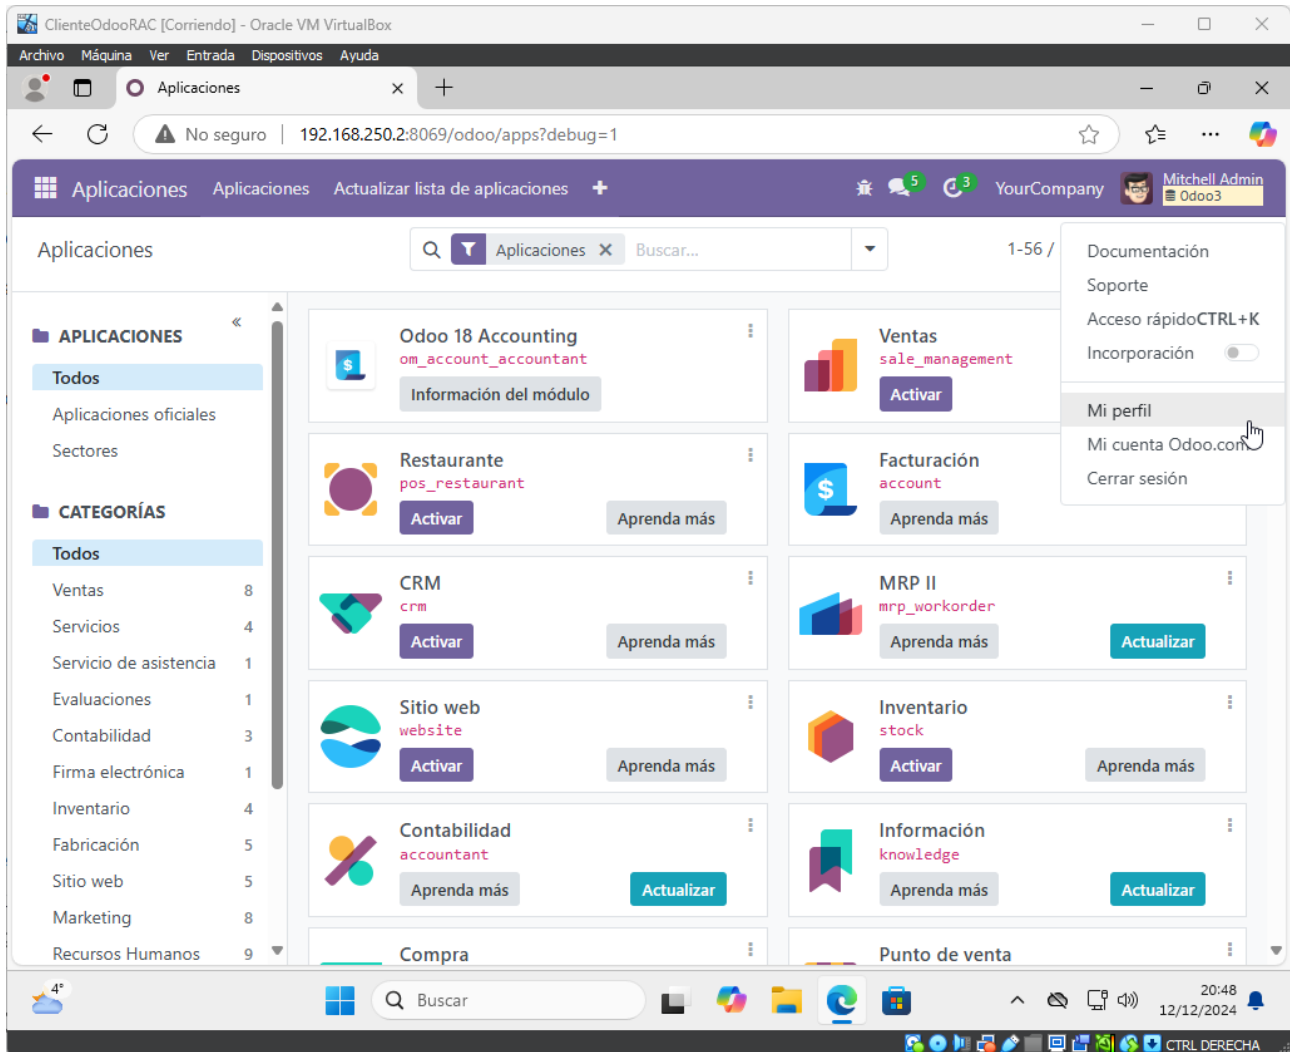 ClienteOdooRAC [Corriendo] - Oracle VM VirtualBox
Archivo Máquina Ver Entrada Dispositivos Ayuda
Aplicaciones
No seguro 192.168.250.2:8069/odoo/apps?debug=1
Aplicaciones Aplicaciones Actualizar lista de aplicaciones 5 3 YourCompany Mitchell Admin
Odoo3
Aplicaciones Aplicaciones Buscar... 1-56 /
Documentación
Soporte
Acceso rápidoCTRL+K
Incorporación
Mi perfil
Mi cuenta Odoo.com
Cerrar sesión
APLICACIONES
Todos
Aplicaciones oficiales
Sectores
CATEGORÍAS
Todos
Ventas 8
Servicios 4
Servicio de asistencia 1
Evaluaciones 1
Contabilidad 3
Firma electrónica 1
Inventario 4
Fabricación 5
Sitio web 5
Marketing 8
Recursos Humanos 9
Odoo 18 Accounting
om_account_accountant
Información del módulo
Ventas
sale_management
Activar
Restaurante
pos_restaurant
Activar Aprenda más
Facturación
account
Aprenda más
CRM
crm
Activar Aprenda más
MRP II
mrp_workorder
Aprenda más Actualizar
Sitio web
website
Activar Aprenda más
Inventario
stock
Activar Aprenda más
Contabilidad
accountant
Aprenda más Actualizar
Información
knowledge
Aprenda más Actualizar
Compra
Punto de venta
4°
Buscar
20:48
12/12/2024
CTRL DERECHA